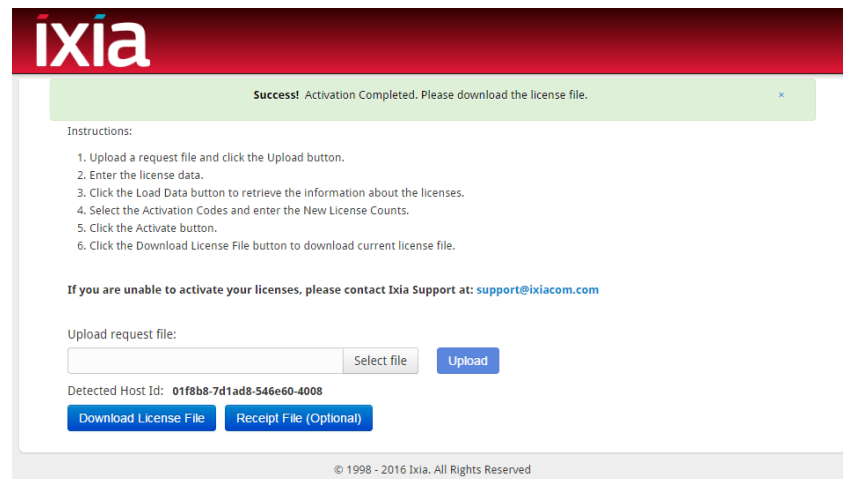 ixia
Success! Activation Completed. Please download the license file. ×
Instructions:
1. Upload a request file and click the Upload button.
2. Enter the license data.
3. Click the Load Data button to retrieve the information about the licenses.
4. Select the Activation Codes and enter the New License Counts.
5. Click the Activate button.
6. Click the Download License File button to download current license file.
If you are unable to activate your licenses, please contact Ixia Support at: support@ixiacom.com
Upload request file:
Select file Upload
Detected Host Id: 01f8b8-7d1ad8-546e60-4008
Download License File Receipt File (Optional)
© 1998 - 2016 Ixia. All Rights Reserved